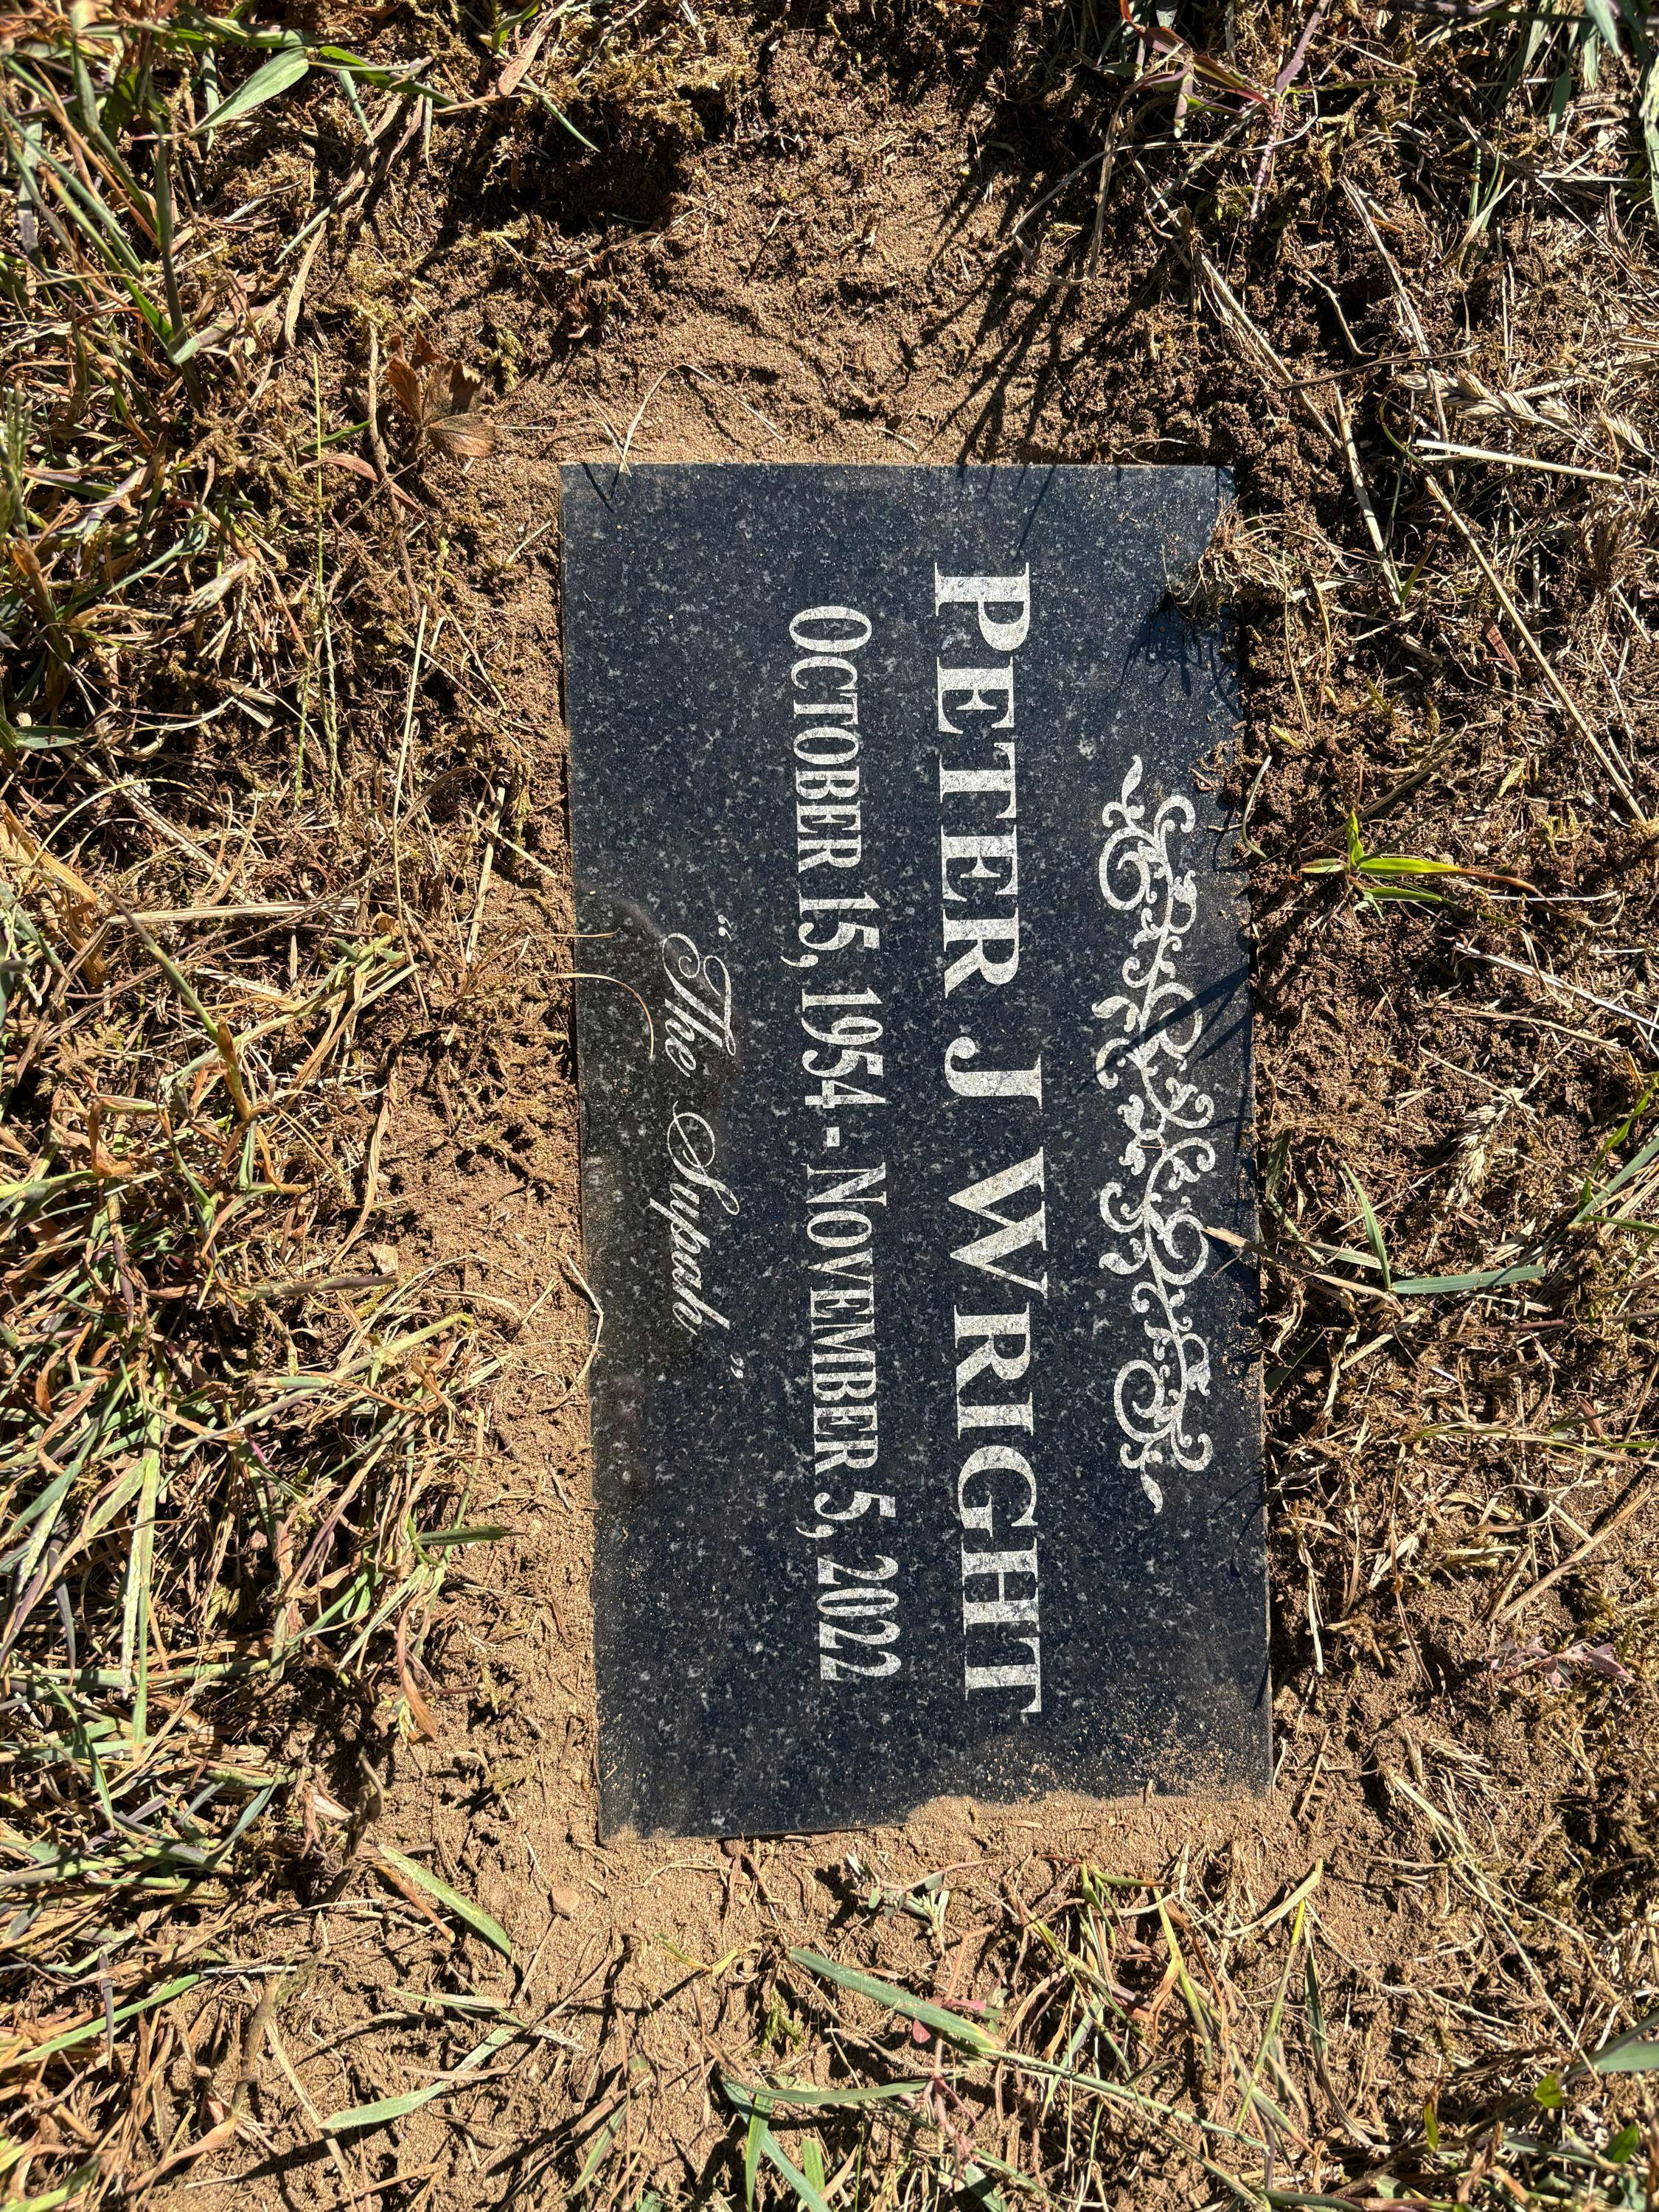 PETER J WRIGHT
OCTOBER 15, 1954 - NOVEMBER 5, 2022
"The Supah"